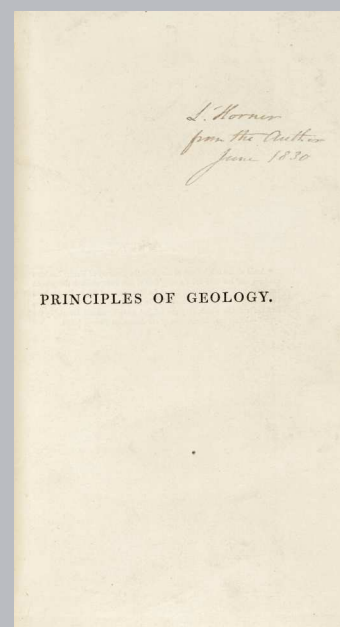 L. Horner
from the Author
June 1830
PRINCIPLES OF GEOLOGY.